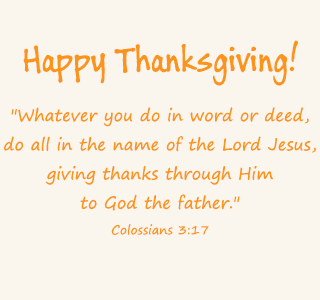 Happy Thanksgiving!
"Whatever you do in word or deed,
do all in the name of the Lord Jesus,
giving thanks through Him
to God the father."
Colossians 3:17